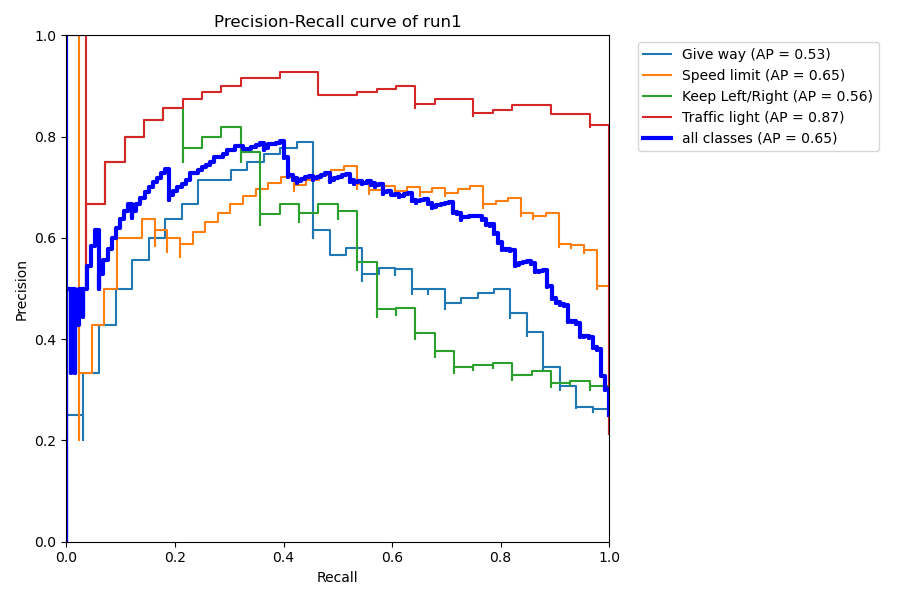 Precision-Recall curve of run1
Give way (AP = 0.53)
Speed limit (AP = 0.65)
Keep Left/Right (AP = 0.56)
Traffic light (AP = 0.87)
all classes (AP = 0.65)
Precision
1.0
0.8
0.6
0.4
0.2
0.0
0.0 0.2 0.4 0.6 0.8 1.0
Recall